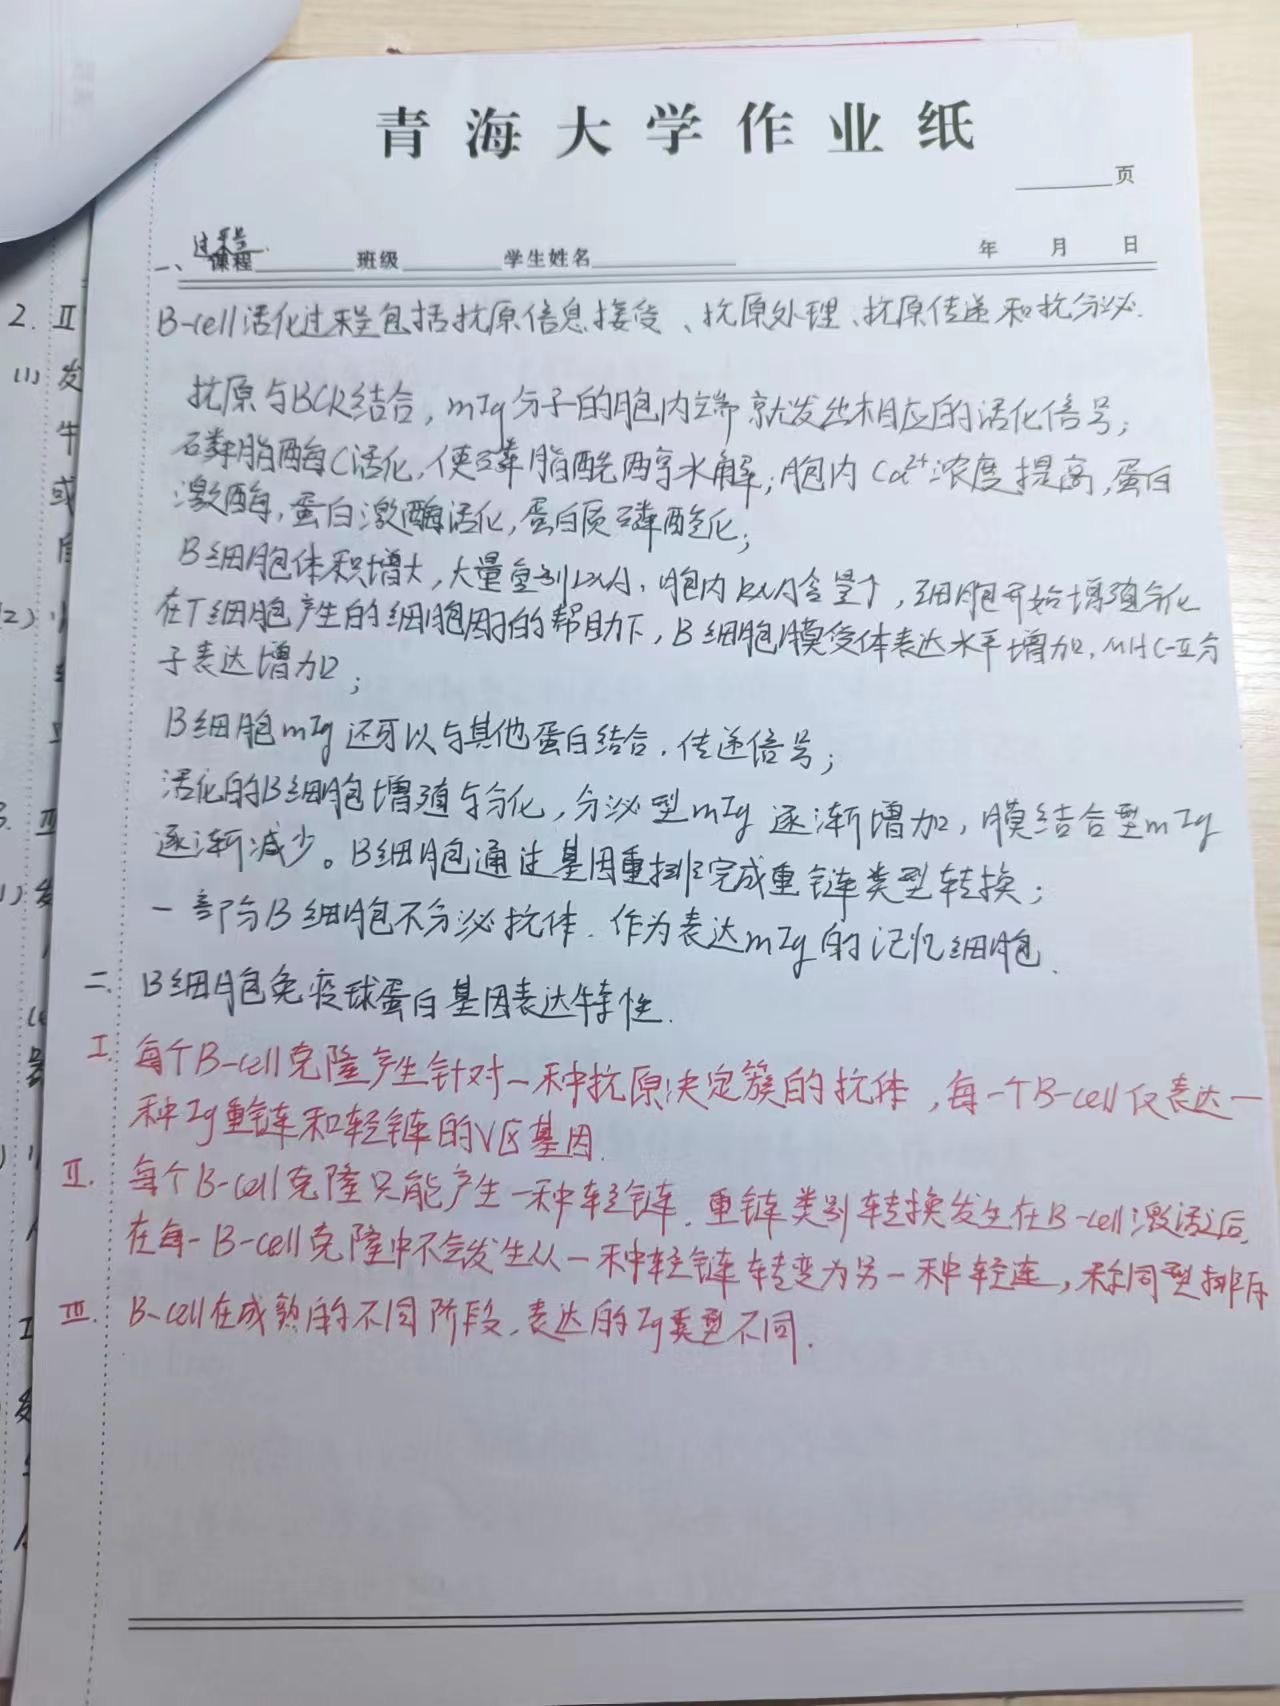 青海大学作业纸
页
过程
一、课程 班级 学生姓名 年 月 日
B-cell活化过程包括抗原信息接受、抗原处理、抗原传递和抗分泌.
抗原与BCR结合，mIg分子的胞内端就发出相应的活化信号；
磷脂酶C活化，使磷脂酰肌醇水解；胞内Ca²⁺浓度提高，蛋白
激酶，蛋白激酶活化，蛋白质磷酸化；
B细胞体积增大，大量 胞内RNA含量↑，细胞开始增殖分化
在T细胞产生的细胞因的帮助下，B细胞膜受体表达水平增加，MHC-Ⅱ分
子表达增加；
B细胞mIg还可以与其他蛋白结合，传递信号；
活化的B细胞增殖与分化，分泌型mIg逐渐增加，膜结合型mIg
逐渐减少。B细胞通过基因重排完成重链类型转换；
一部分B细胞不分泌抗体，作为表达mIg的记忆细胞.
二、B细胞免疫球蛋白基因表达特性.
Ⅰ. 每个B-cell克隆产生针对一种抗原决定簇的抗体，每一个B-cell仅表达一
种Ig重链和轻链的V区基因.
Ⅱ. 每个B-cell克隆只能产生一种轻链，重链类别转换发生在B-cell激活之后，
在每一B-cell克隆中不会发生从一种轻链转变为另一种轻连，称同型排斥
Ⅲ. B-cell在成熟的不同阶段，表达的Ig类型不同.
2. Ⅱ
(1) 发
牛
或
(2)